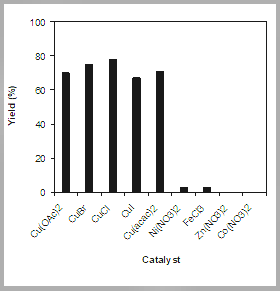 100
80
60
40
20
0
Yield (%)
Cu(OAc)2
CuBr
CuCl
CuI
Cu(acac)2
Ni(NO3)2
FeCl3
Zn(NO3)2
Co(NO3)2
Catalyst